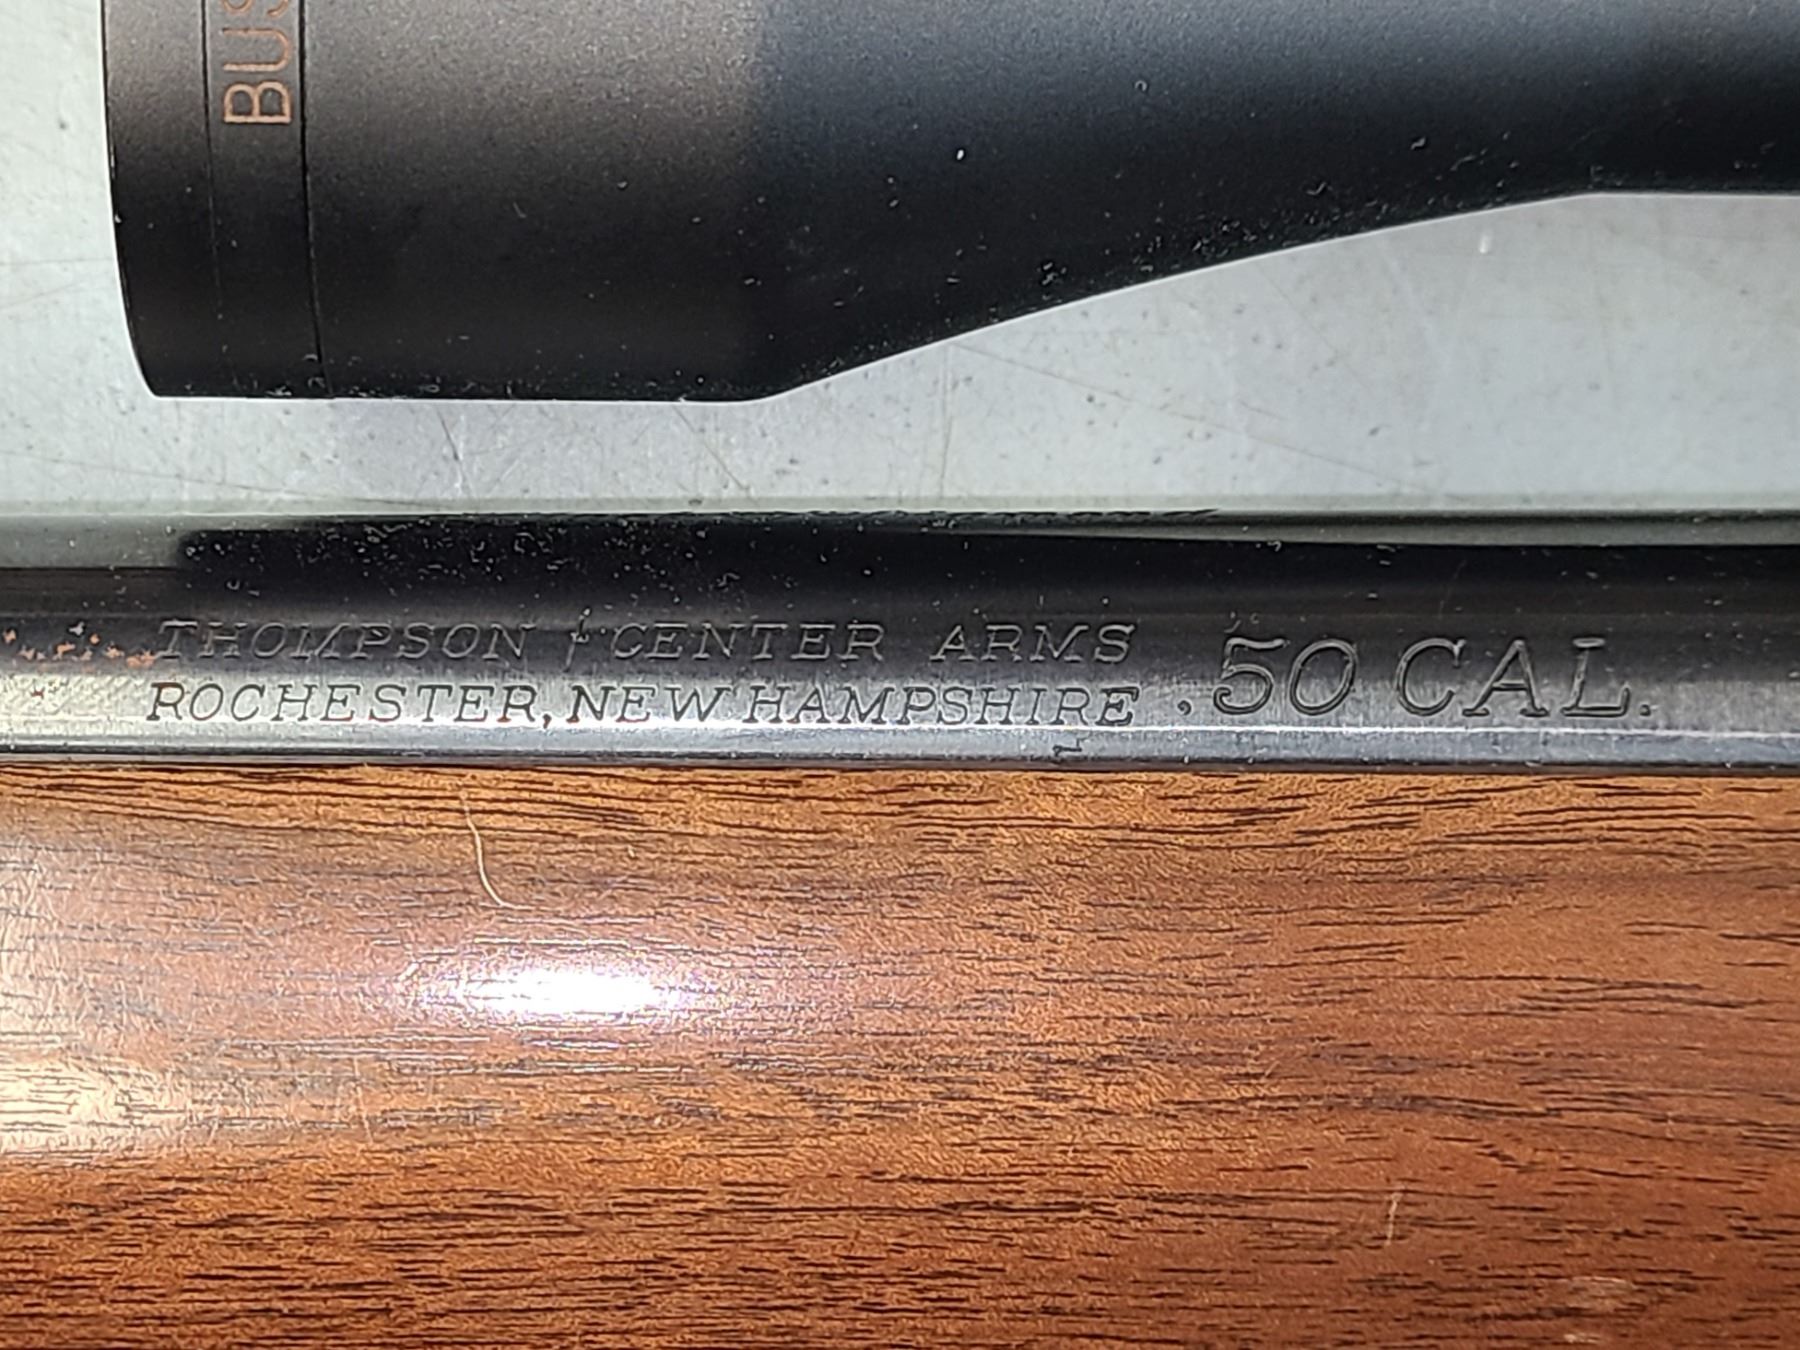 BUS
THOMPSON / CENTER ARMS
ROCHESTER, NEW HAMPSHIRE
.50 CAL.